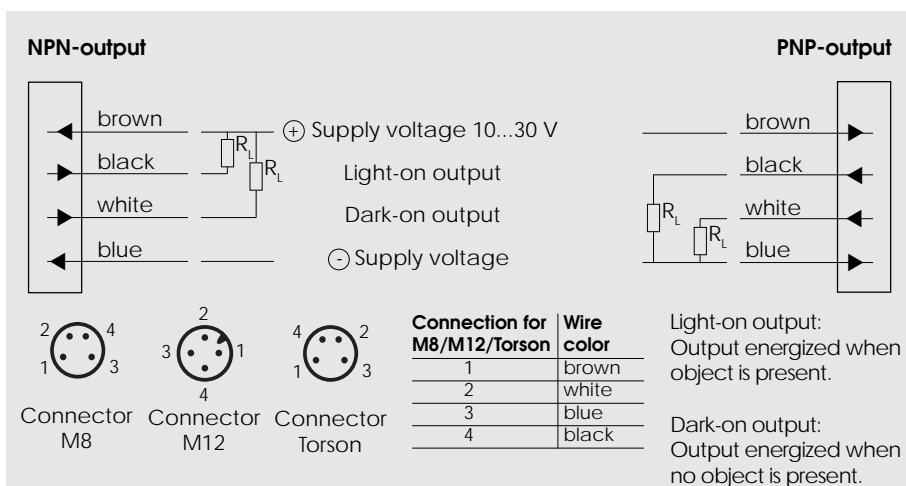 NPN-output
PNP-output
brown
black
white
blue
R_L
R_L
+ Supply voltage 10...30 V
Light-on output
Dark-on output
- Supply voltage
brown
black
white
blue
R_L
R_L
2 4
1 3
Connector
M8
2
3 1
4
Connector
M12
4 2
1 3
Connector
Torson
Connection for M8/M12/Torson | Wire color
1 brown
2 white
3 blue
4 black
Light-on output:
Output energized when
object is present.
Dark-on output:
Output energized when
no object is present.